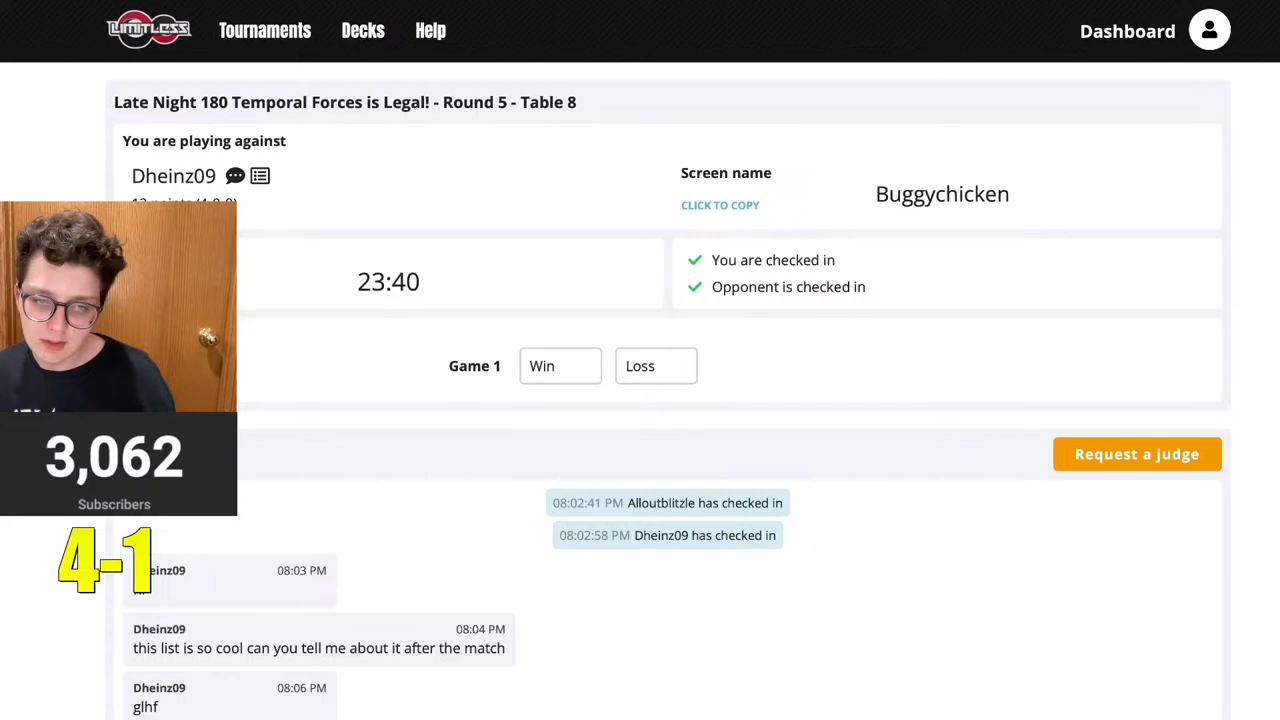 LIMITLESS Tournaments Decks Help Dashboard
Late Night 180 Temporal Forces is Legal! - Round 5 - Table 8
You are playing against
Dheinz09
Screen name
CLICK TO COPY
Buggychicken
23:40
You are checked in
Opponent is checked in
Game 1 Win Loss
3,062
Subscribers
4-1
Request a judge
08:02:41 PM Alloutblitzle has checked in
08:02:58 PM Dheinz09 has checked in
einz09 08:03 PM
Dheinz09 08:04 PM
this list is so cool can you tell me about it after the match
Dheinz09 08:06 PM
glhf